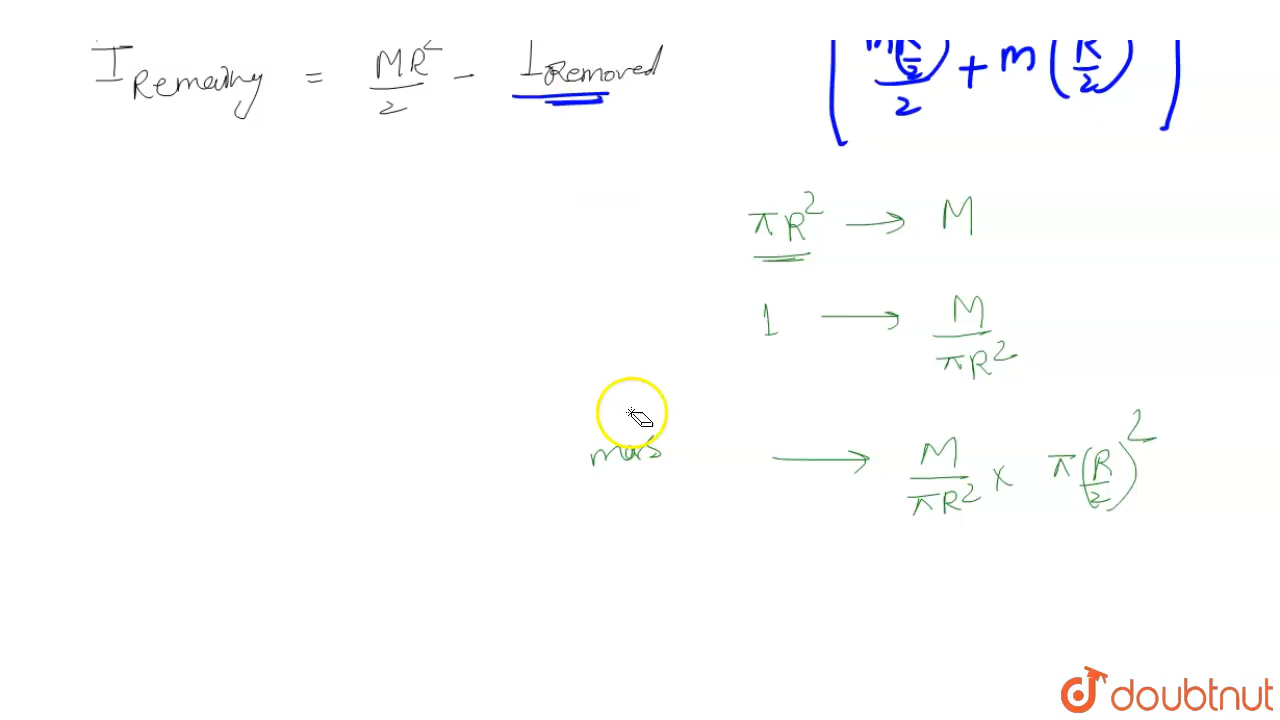 I Remaining = MR²/2 - I Removed [m(R/2)²/2 + m(R/2)²]
πR² → M
1 → M/πR²
mass → M/πR² × π(R/2)²
doubtnut